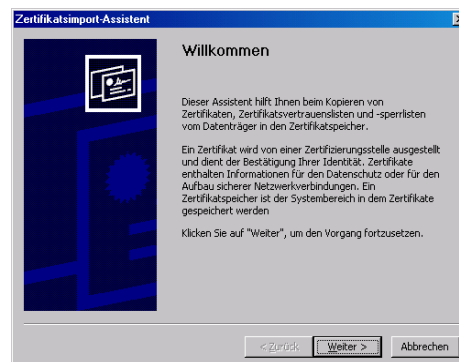 Zertifikatsimport-Assistent
Willkommen
Dieser Assistent hilft Ihnen beim Kopieren von
Zertifikaten, Zertifikatsvertrauenslisten und -sperrlisten
vom Datenträger in den Zertifikatspeicher.
Ein Zertifikat wird von einer Zertifizierungsstelle ausgestellt
und dient der Bestätigung Ihrer Identität. Zertifikate
enthalten Informationen für den Datenschutz oder für den
Aufbau sicherer Netzwerkverbindungen. Ein
Zertifikatspeicher ist der Systembereich in dem Zertifikate
gespeichert werden
Klicken Sie auf "Weiter", um den Vorgang fortzusetzen.
< Zurück Weiter > Abbrechen